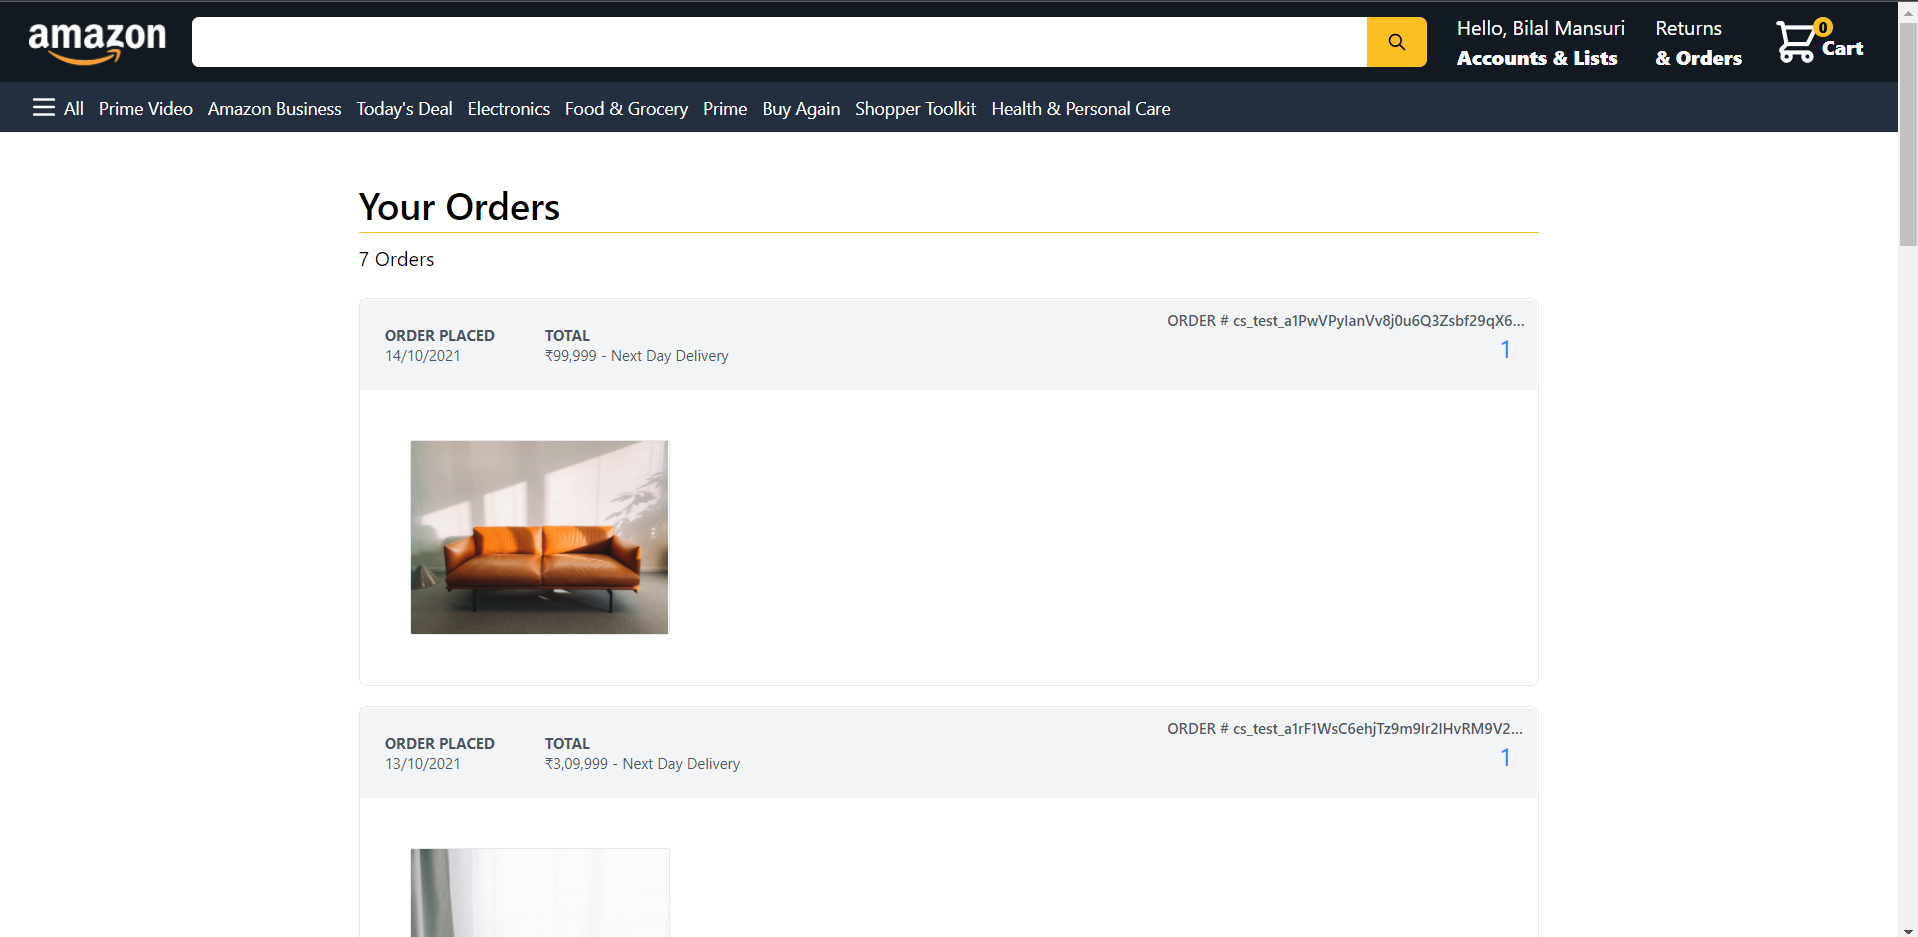 amazon
Hello, Bilal Mansuri
Accounts & Lists
Returns
& Orders
0
Cart
All Prime Video Amazon Business Today's Deal Electronics Food & Grocery Prime Buy Again Shopper Toolkit Health & Personal Care
Your Orders
7 Orders
ORDER # cs_test_a1PwVPyIanVv8j0u6Q3Zsbf29qX6...
ORDER PLACED TOTAL
14/10/2021 ₹99,999 - Next Day Delivery
1
ORDER # cs_test_a1rF1WsC6ehjTz9m9Ir2IHvRM9V2...
ORDER PLACED TOTAL
13/10/2021 ₹3,09,999 - Next Day Delivery
1